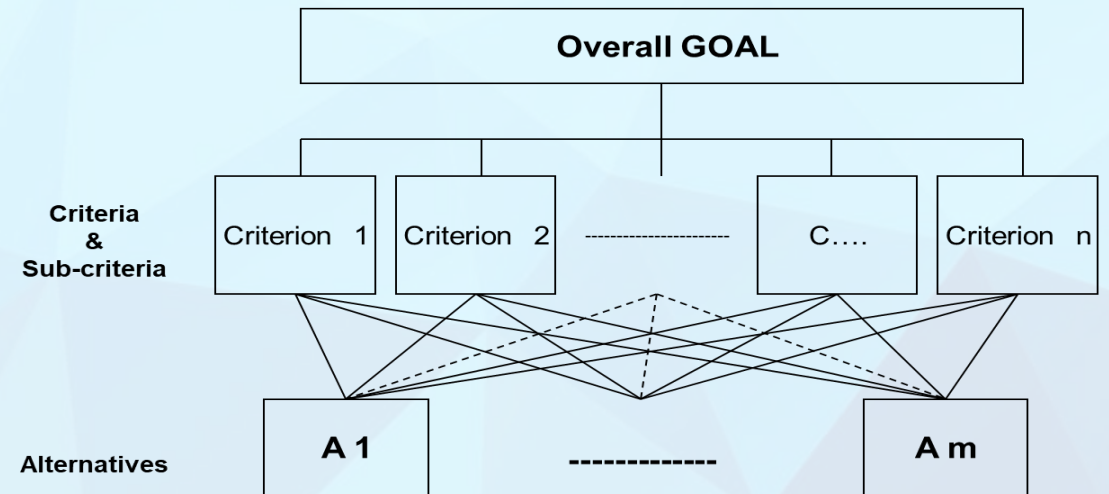 Overall GOAL
Criteria
&
Sub-criteria
Criterion 1
Criterion 2
C....
Criterion n
Alternatives
A 1
A m